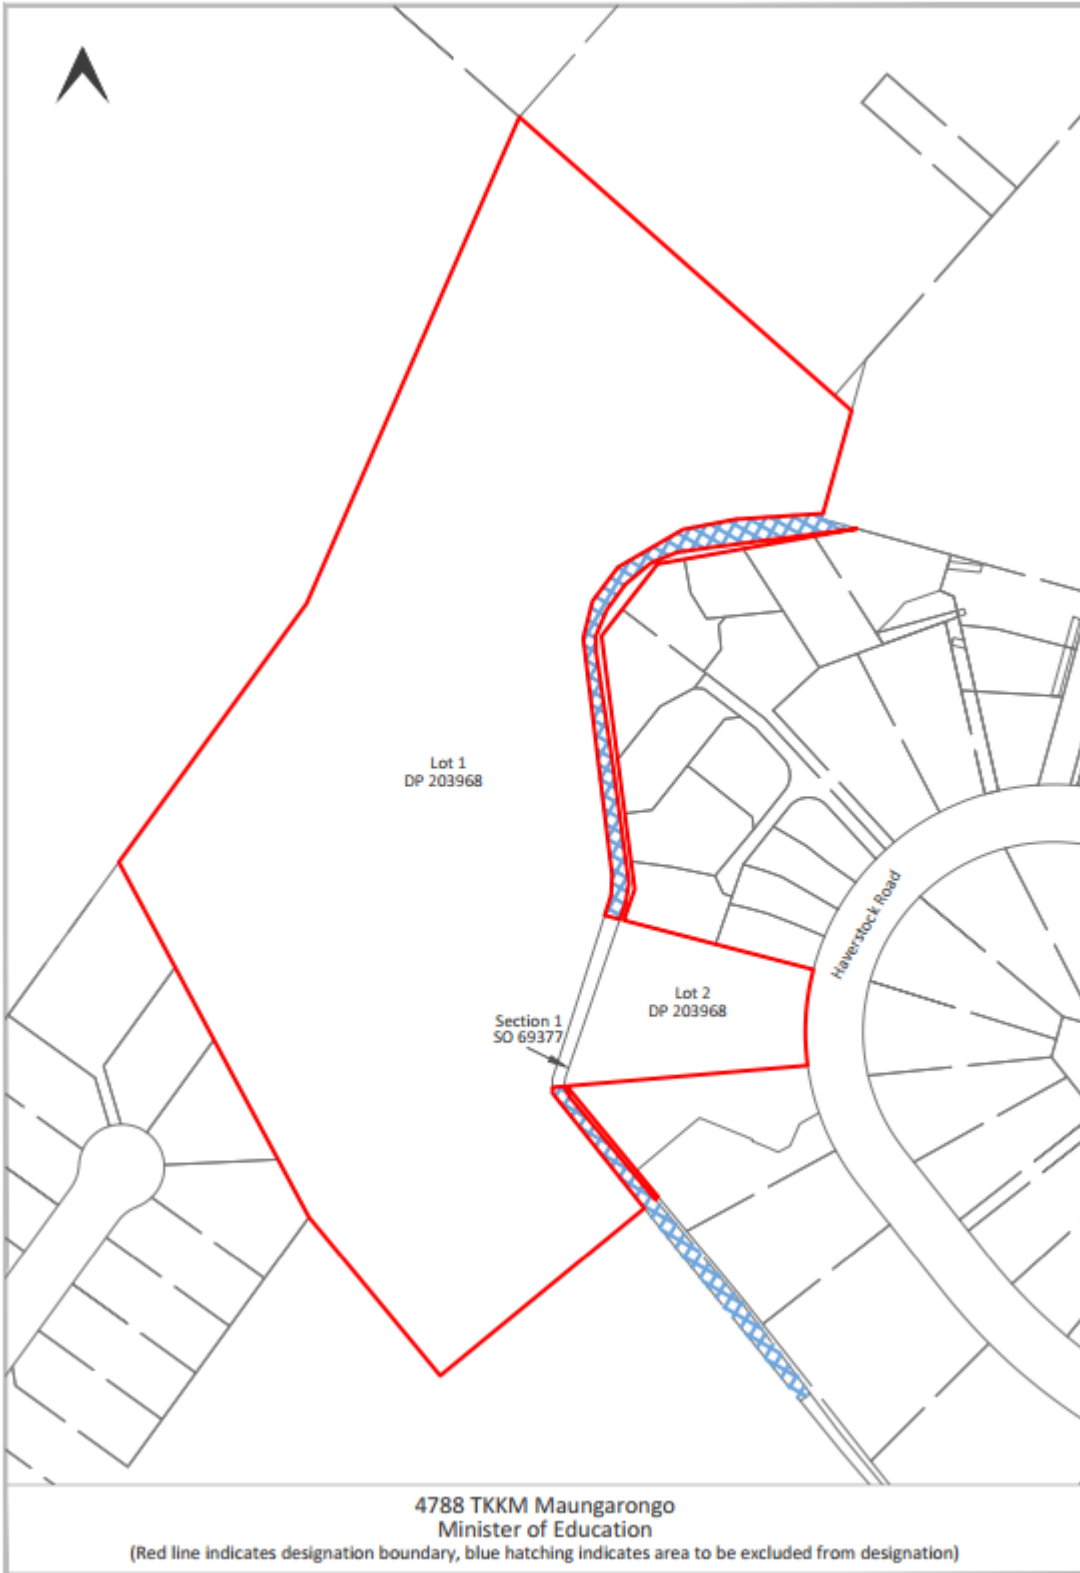 Lot 1
DP 203968
Haverstock Road
Lot 2
DP 203968
Section 1
SO 69377
4788 TKKM Maungarongo
Minister of Education
(Red line indicates designation boundary, blue hatching indicates area to be excluded from designation)